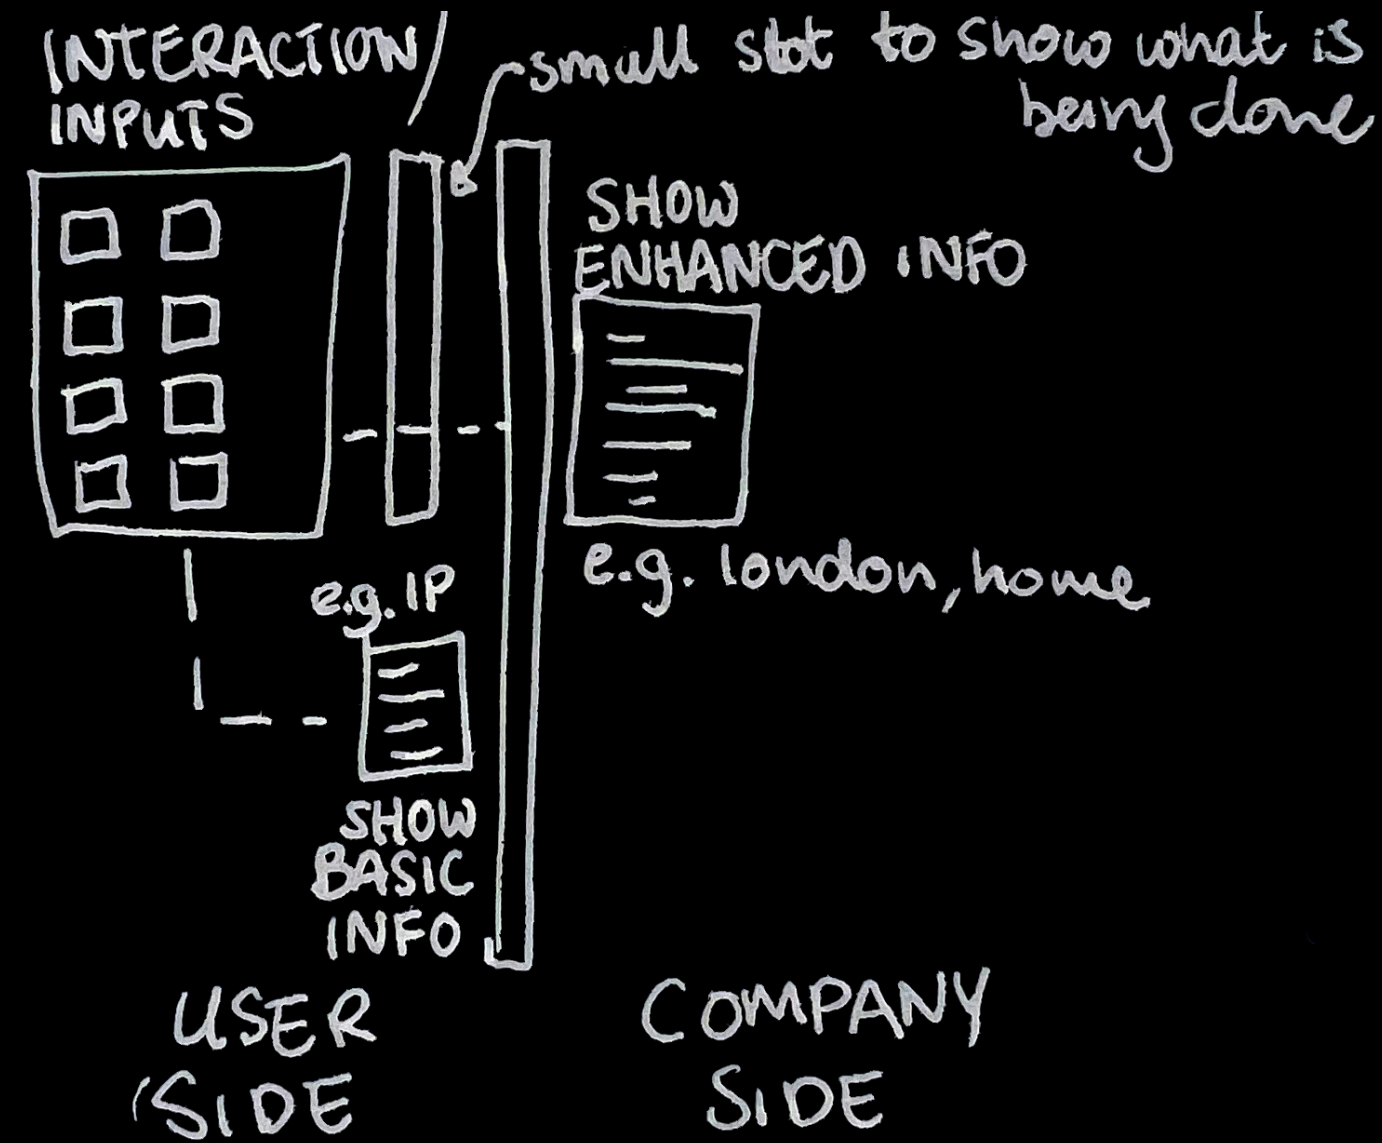 INTERACTION/
INPUTS
small slot to show what is
being done
SHOW
ENHANCED INFO
e.g. london, home
e.g. IP
SHOW
BASIC
INFO
USER
SIDE
COMPANY
SIDE